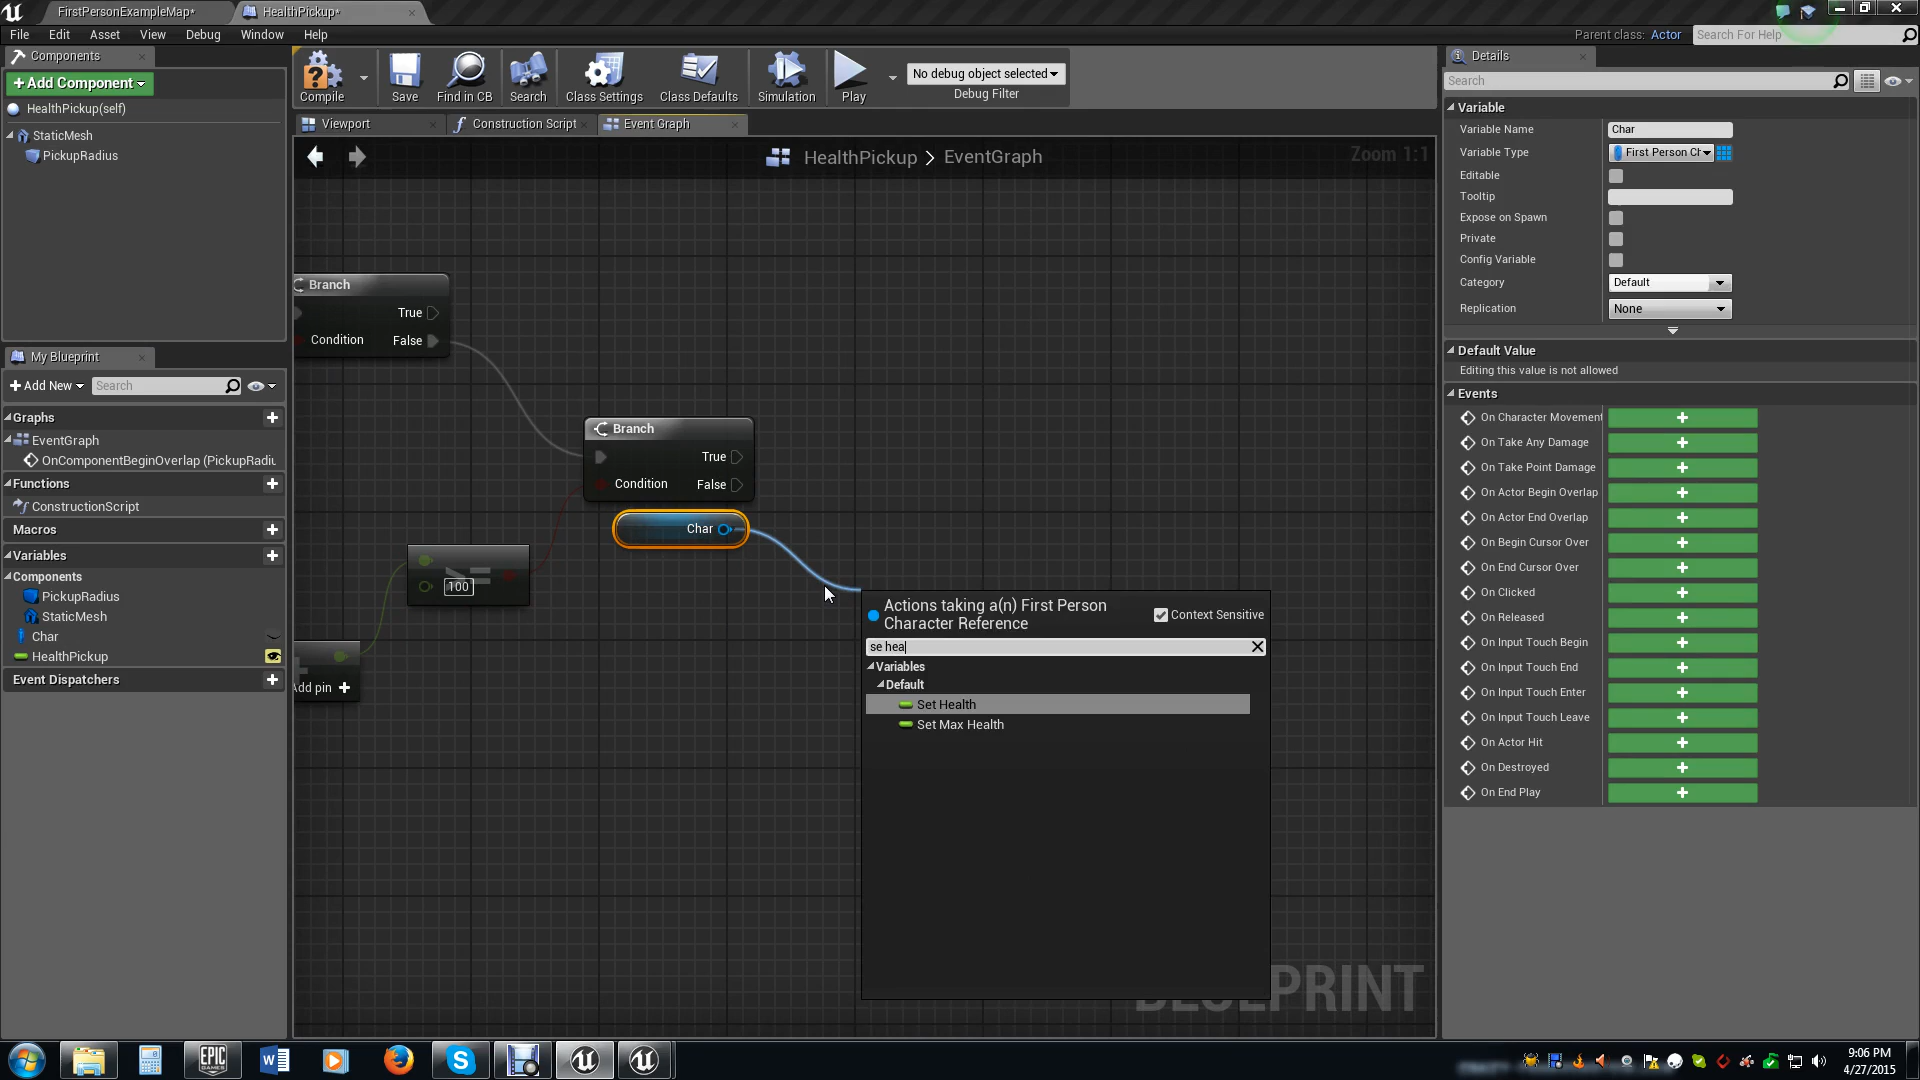 FirstPersonExampleMap*
HealthPickup*
File Edit Asset View Debug Window Help
Parent class: Actor
Search For Help
Components
Add Component
HealthPickup(self)
StaticMesh
PickupRadius
Compile
Save
Find in CB
Search
Class Settings
Class Defaults
Simulation
Play
No debug object selected
Debug Filter
Viewport
Construction Script
Event Graph
HealthPickup > EventGraph
Zoom 1:1
Branch
True
Condition
False
Branch
True
Condition
False
Char
>=
100
Add pin
Actions taking a(n) First Person
Character Reference
Context Sensitive
se hea
Variables
Default
Set Health
Set Max Health
My Blueprint
Add New
Search
Graphs
EventGraph
OnComponentBeginOverlap (PickupRadiu
Functions
ConstructionScript
Macros
Variables
Components
PickupRadius
StaticMesh
Char
HealthPickup
Event Dispatchers
Details
Search
Variable
Variable Name Char
Variable Type First Person Ch
Editable
Tooltip
Expose on Spawn
Private
Config Variable
Category Default
Replication None
Default Value
Editing this value is not allowed
Events
On Character Movement
On Take Any Damage
On Take Point Damage
On Actor Begin Overlap
On Actor End Overlap
On Begin Cursor Over
On End Cursor Over
On Clicked
On Released
On Input Touch Begin
On Input Touch End
On Input Touch Enter
On Input Touch Leave
On Actor Hit
On Destroyed
On End Play
BLUEPRINT
EPIC
GAMES
9:06 PM
4/27/2015